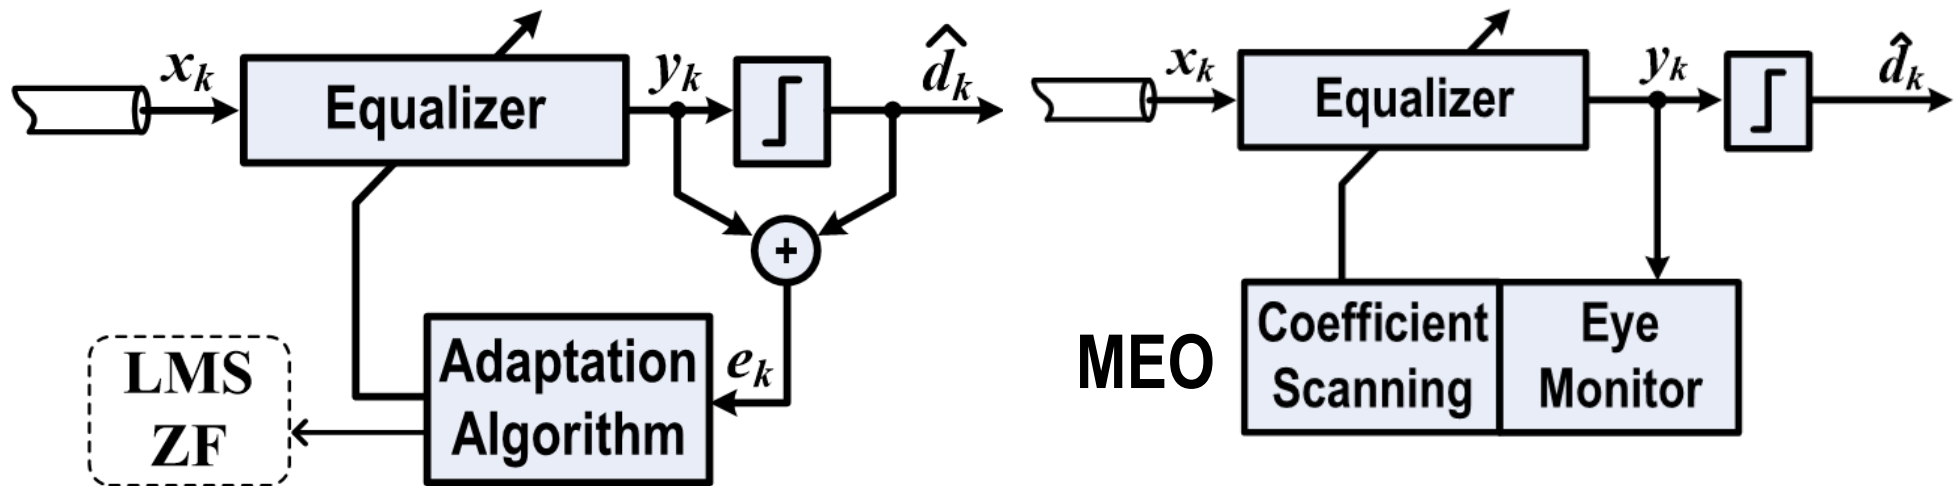 x_k
Equalizer
y_k
d̂_k
+
Adaptation
Algorithm
e_k
LMS
ZF
x_k
Equalizer
y_k
d̂_k
MEO
Coefficient
Scanning
Eye
Monitor